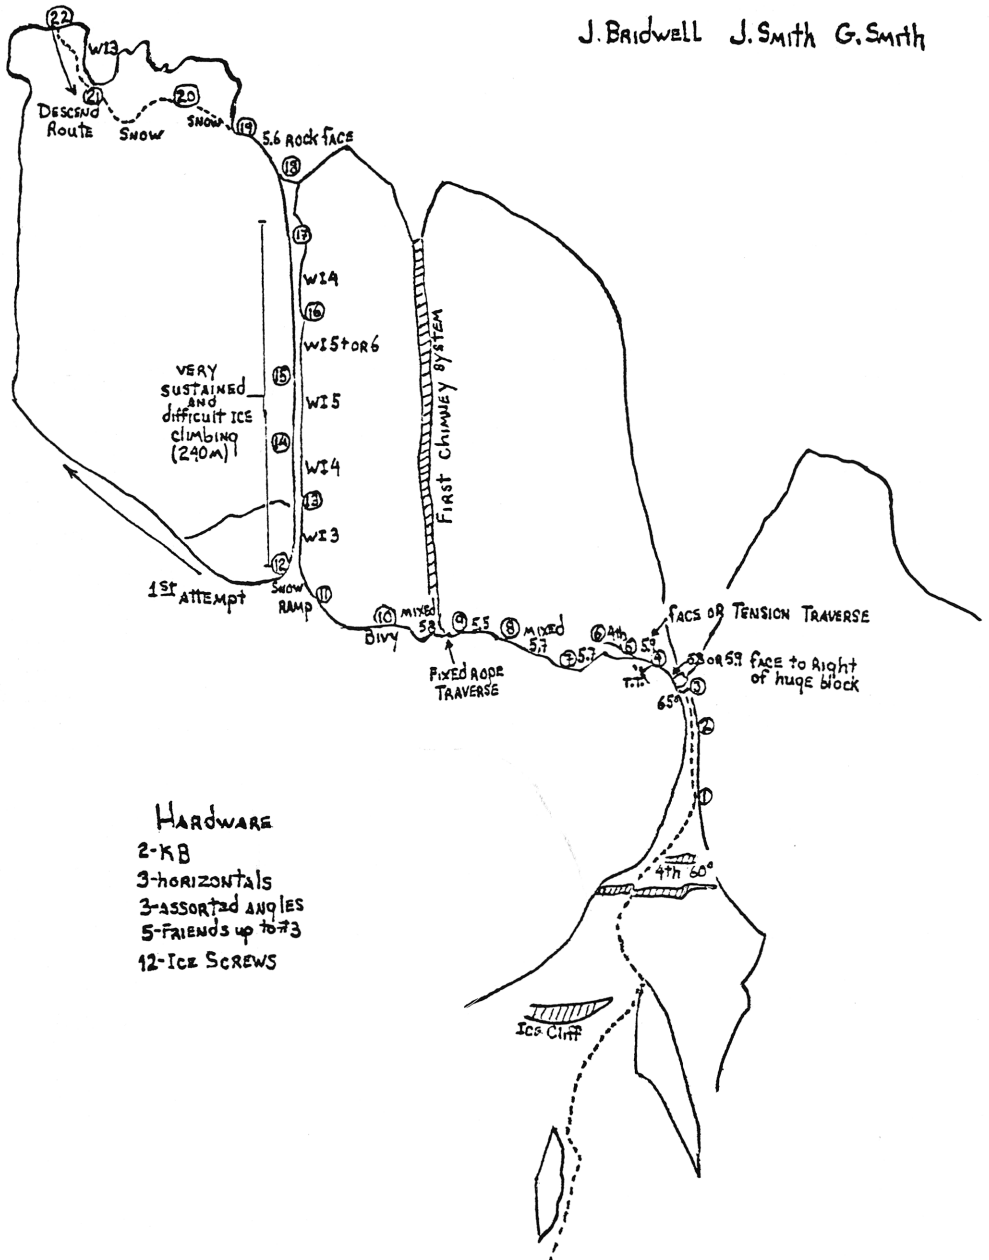 J. Bridwell J. Smith G. Smith
22
WI3
21
20
DESCEND
ROUTE
SNOW
SNOW
19
5.6 ROCK FACE
18
17
WI4
16
WI5+OR6
15
WI5
14
WI4
13
WI3
12
VERY
SUSTAINED
AND
difficult ICE
climbing
(240M)
FIRST CHIMNEY SYSTEM
1ST ATTEMPT
SNOW
RAMP
11
10
BIVY
MIXED
5.8
9
5.5
8
MIXED
5.7
FIXED ROPE
TRAVERSE
7
5.7
6
4th
5
5.9
4
T.T.
FACE OR TENSION TRAVERSE
5.8 OR 5.9 FACE to Right
of huge block
3
65°
2
1
4th 60°
HARDWARE
2-KB
3-HORIZONTALS
3-ASSORTED ANGLES
5-FRIENDS up to #3
12-ICE SCREWS
ICE Cliff